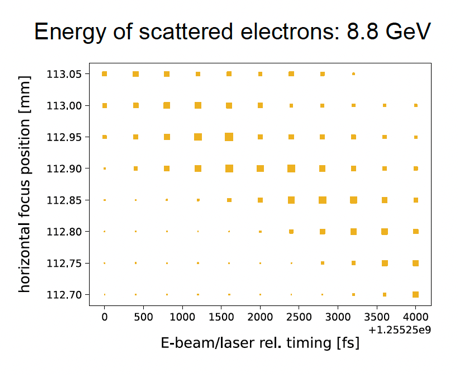 Energy of scattered electrons: 8.8 GeV
113.05
113.00
112.95
112.90
112.85
112.80
112.75
112.70
horizontal focus position [mm]
0 500 1000 1500 2000 2500 3000 3500 4000
+1.25525e9
E-beam/laser rel. timing [fs]